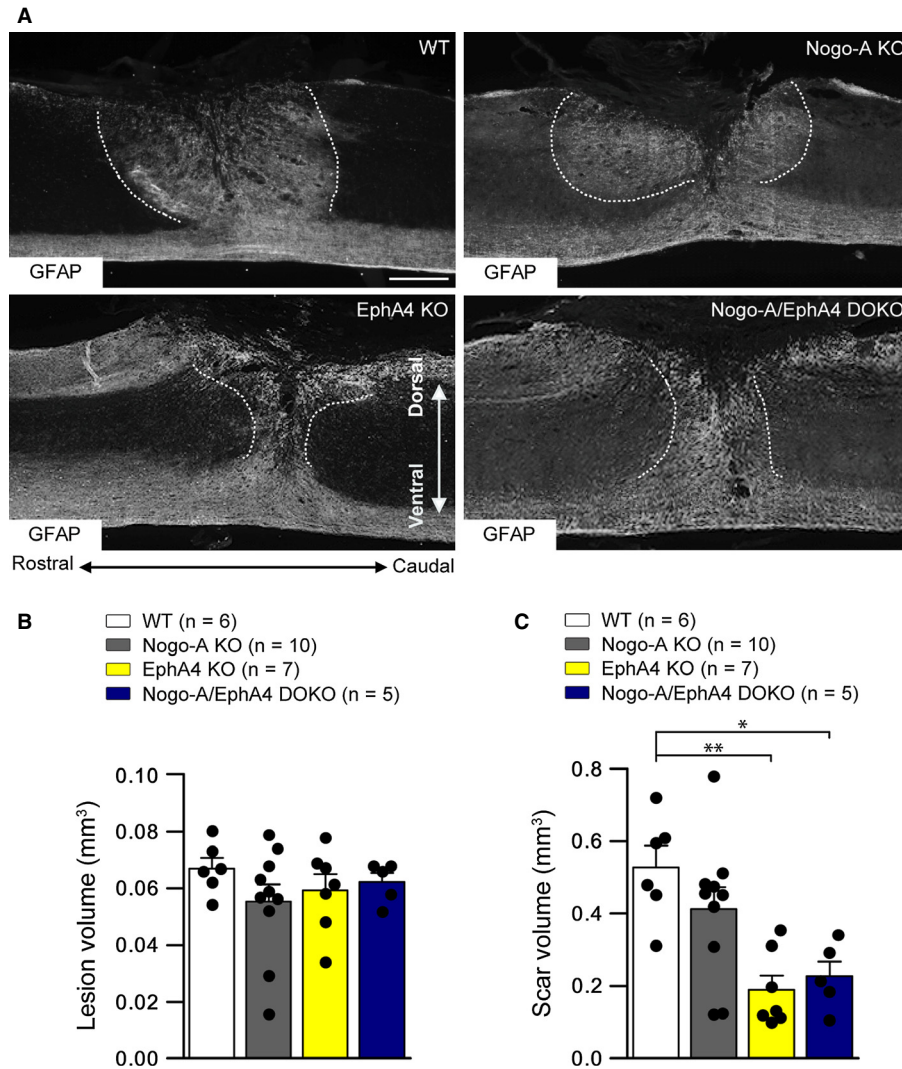 A
WT
Nogo-A KO
GFAP
GFAP
EphA4 KO
Nogo-A/EphA4 DOKO
Dorsal
Ventral
GFAP
GFAP
Rostral
Caudal
B
WT (n = 6)
Nogo-A KO (n = 10)
EphA4 KO (n = 7)
Nogo-A/EphA4 DOKO (n = 5)
Lesion volume (mm³)
0.10
0.08
0.06
0.04
0.02
0.00
C
WT (n = 6)
Nogo-A KO (n = 10)
EphA4 KO (n = 7)
Nogo-A/EphA4 DOKO (n = 5)
*
**
Scar volume (mm³)
0.8
0.6
0.4
0.2
0.0